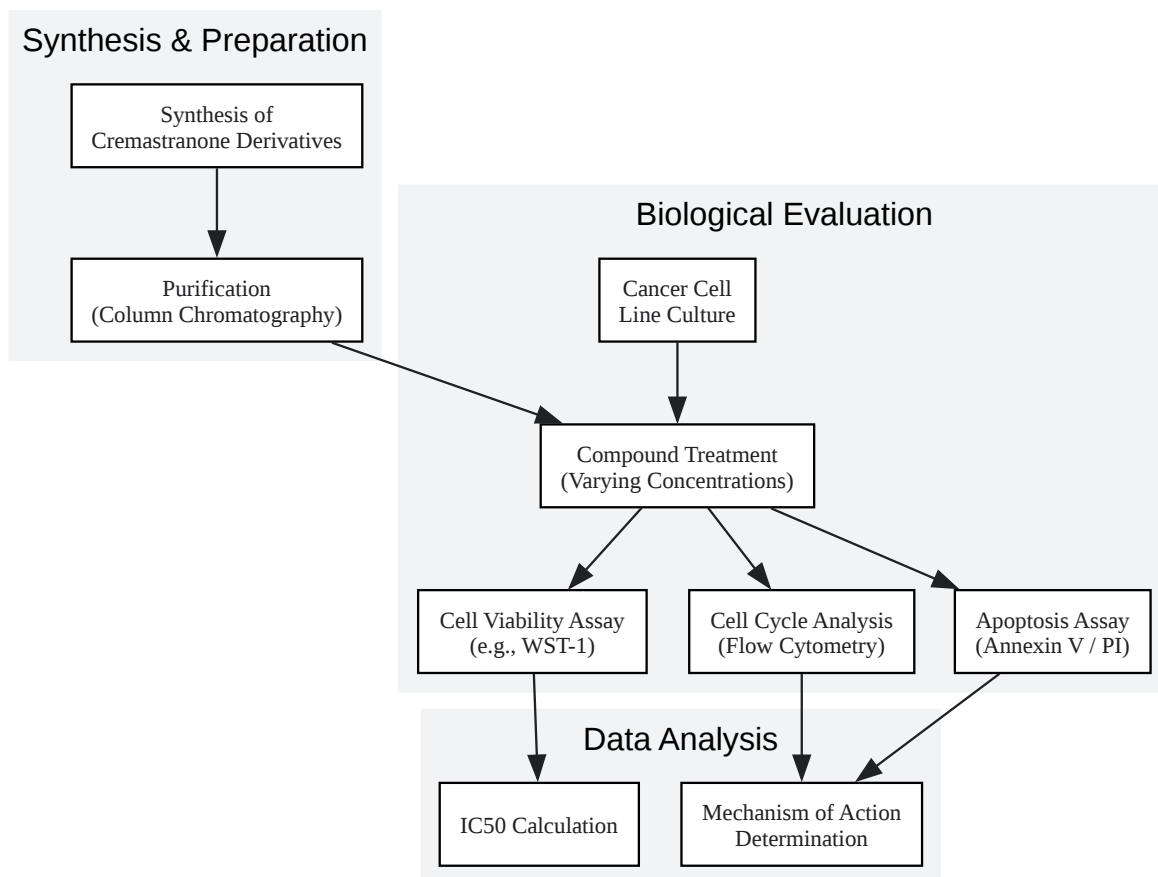 Synthesis & Preparation
Synthesis of
Cremastranone Derivatives
Purification
(Column Chromatography)
Biological Evaluation
Cancer Cell
Line Culture
Compound Treatment
(Varying Concentrations)
Cell Viability Assay
(e.g., WST-1)
Cell Cycle Analysis
(Flow Cytometry)
Apoptosis Assay
(Annexin V / PI)
Data Analysis
IC50 Calculation
Mechanism of Action
Determination